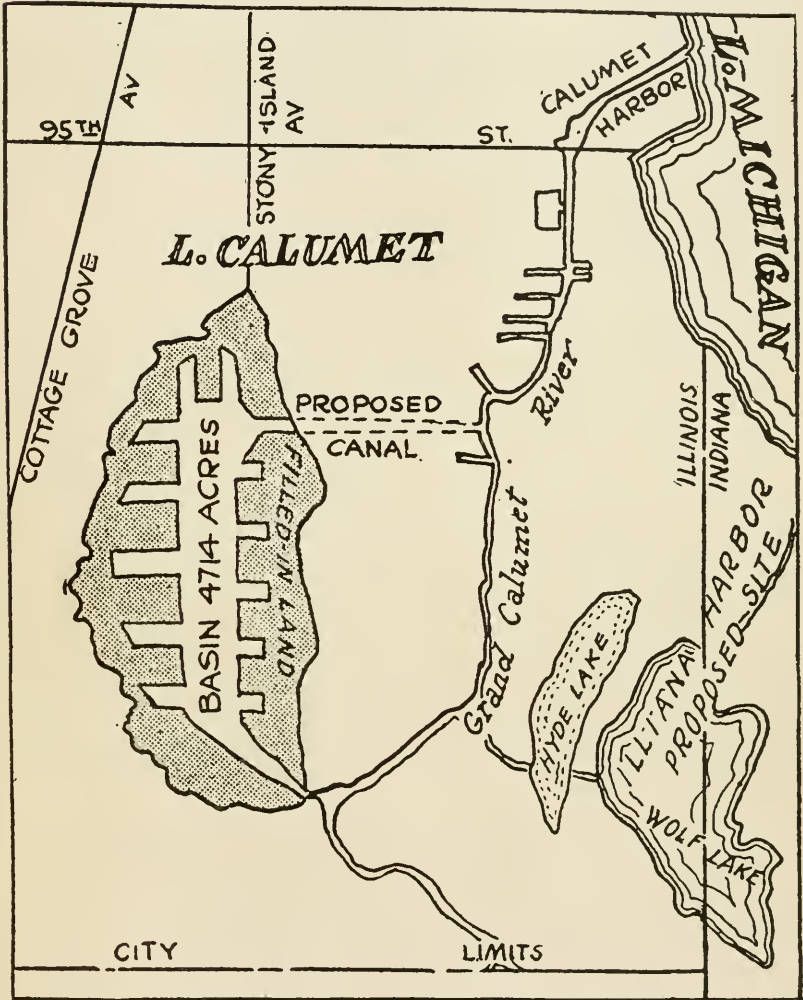 95TH
AV
STONY ISLAND
AV
ST.
CALUMET
HARBOR
L. MICHIGAN
L. CALUMET
COTTAGE GROVE
PROPOSED
CANAL
River
ILLINOIS
INDIANA
BASIN 4714 ACRES
FILLED-IN LAND
Grand Calumet
HYDE LAKE
ILLIANA HARBOR
PROPOSED-SITE
WOLF LAKE
CITY LIMITS